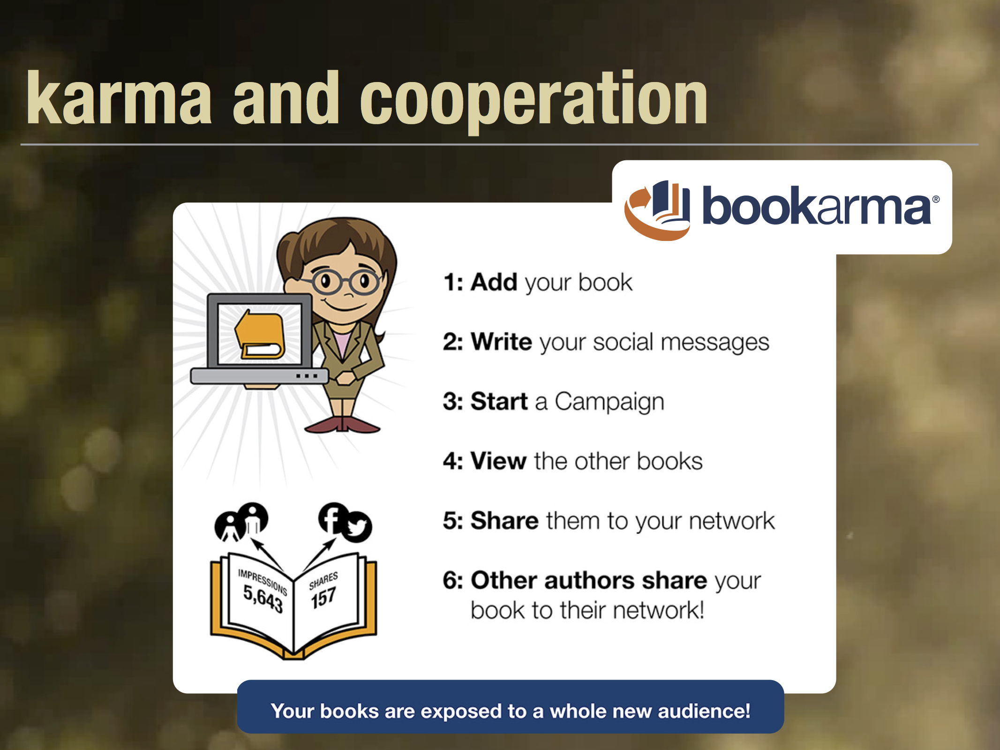 karma and cooperation
bookarma®
1: Add your book
2: Write your social messages
3: Start a Campaign
4: View the other books
5: Share them to your network
6: Other authors share your
book to their network!
IMPRESSIONS
5,643
SHARES
157
Your books are exposed to a whole new audience!